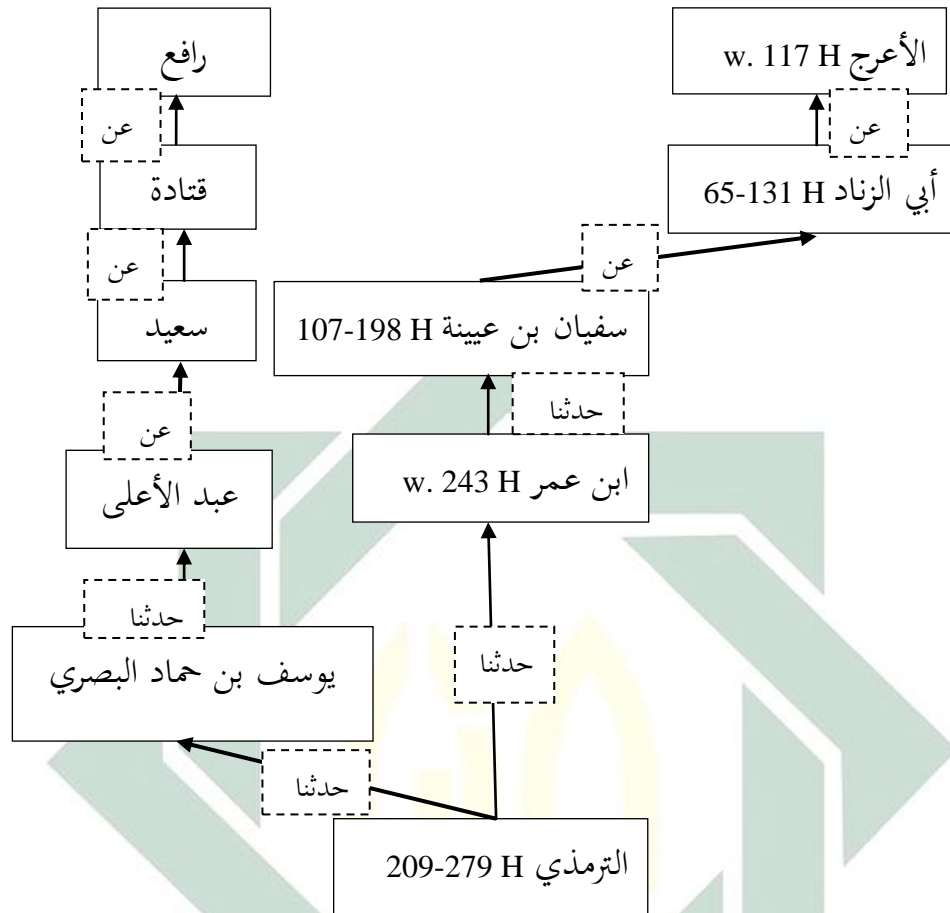 رافع
الأعرج w. 117 H
عن
عن
قتادة
أبي الزناد 65-131 H
عن
عن
سعيد
سفيان بن عيينة 107-198 H
عن
حدثنا
عبد الأعلى
ابن عمر w. 243 H
حدثنا
حدثنا
يوسف بن حماد البصري
حدثنا
الترمذي 209-279 H